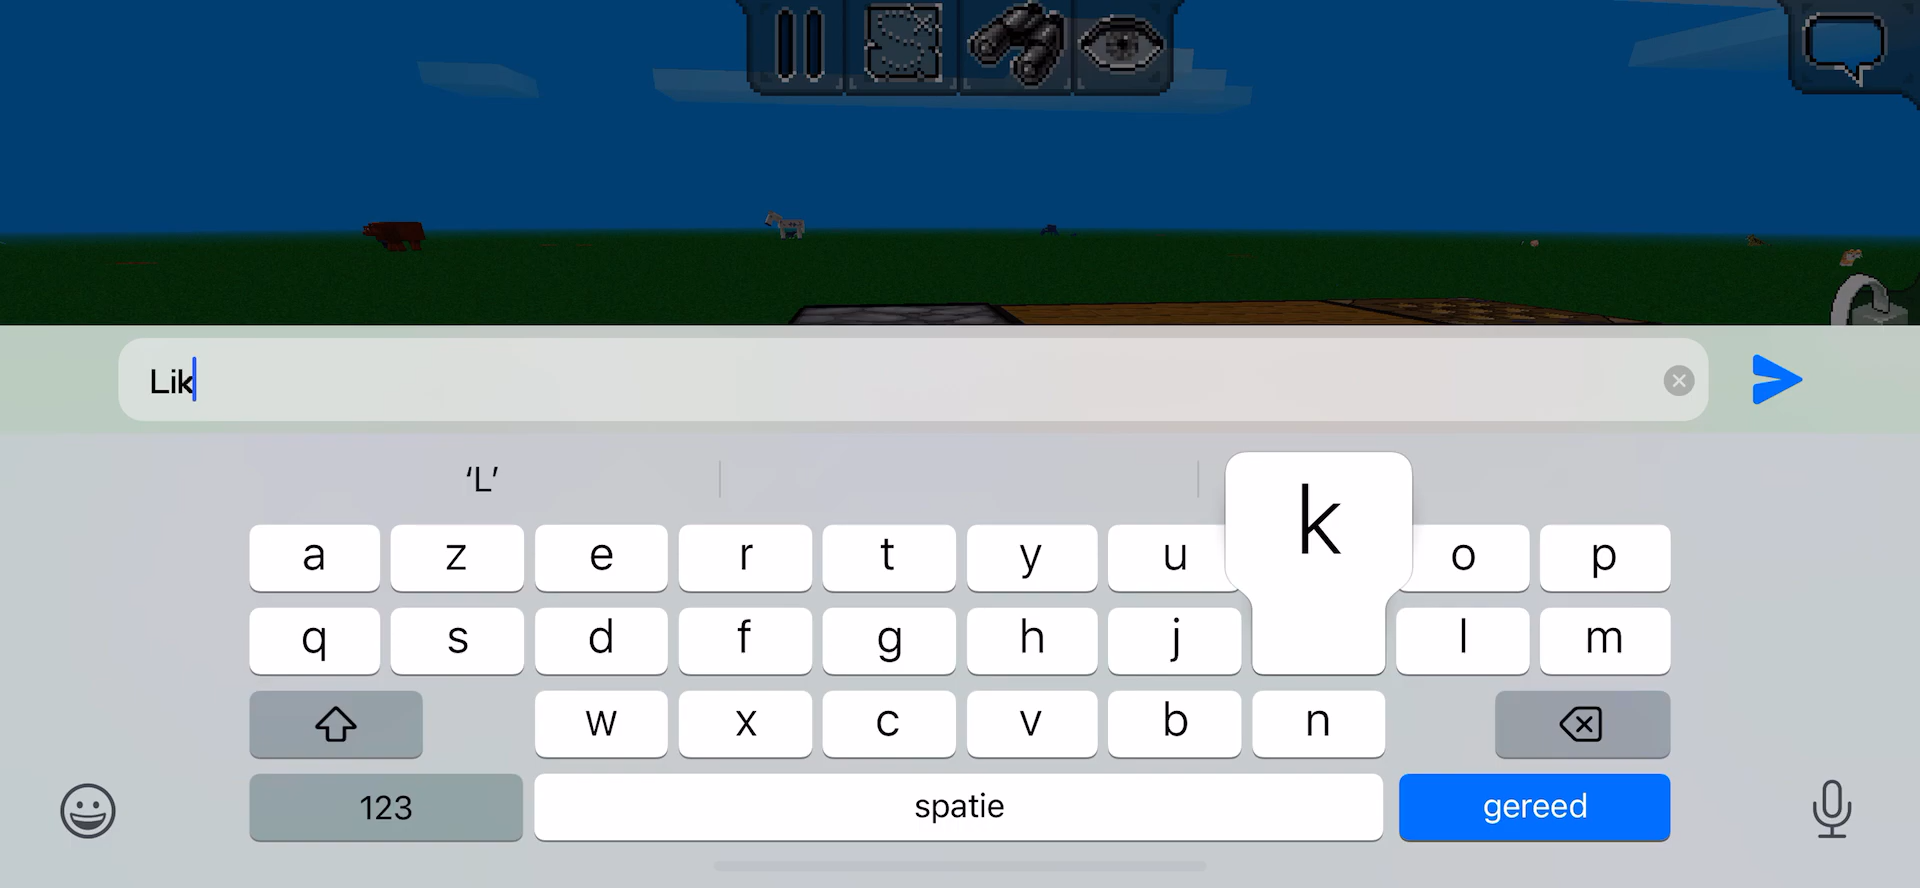 Lik
‘L’
k
a z e r t y u o p
q s d f g h j l m
w x c v b n
123 spatie gereed